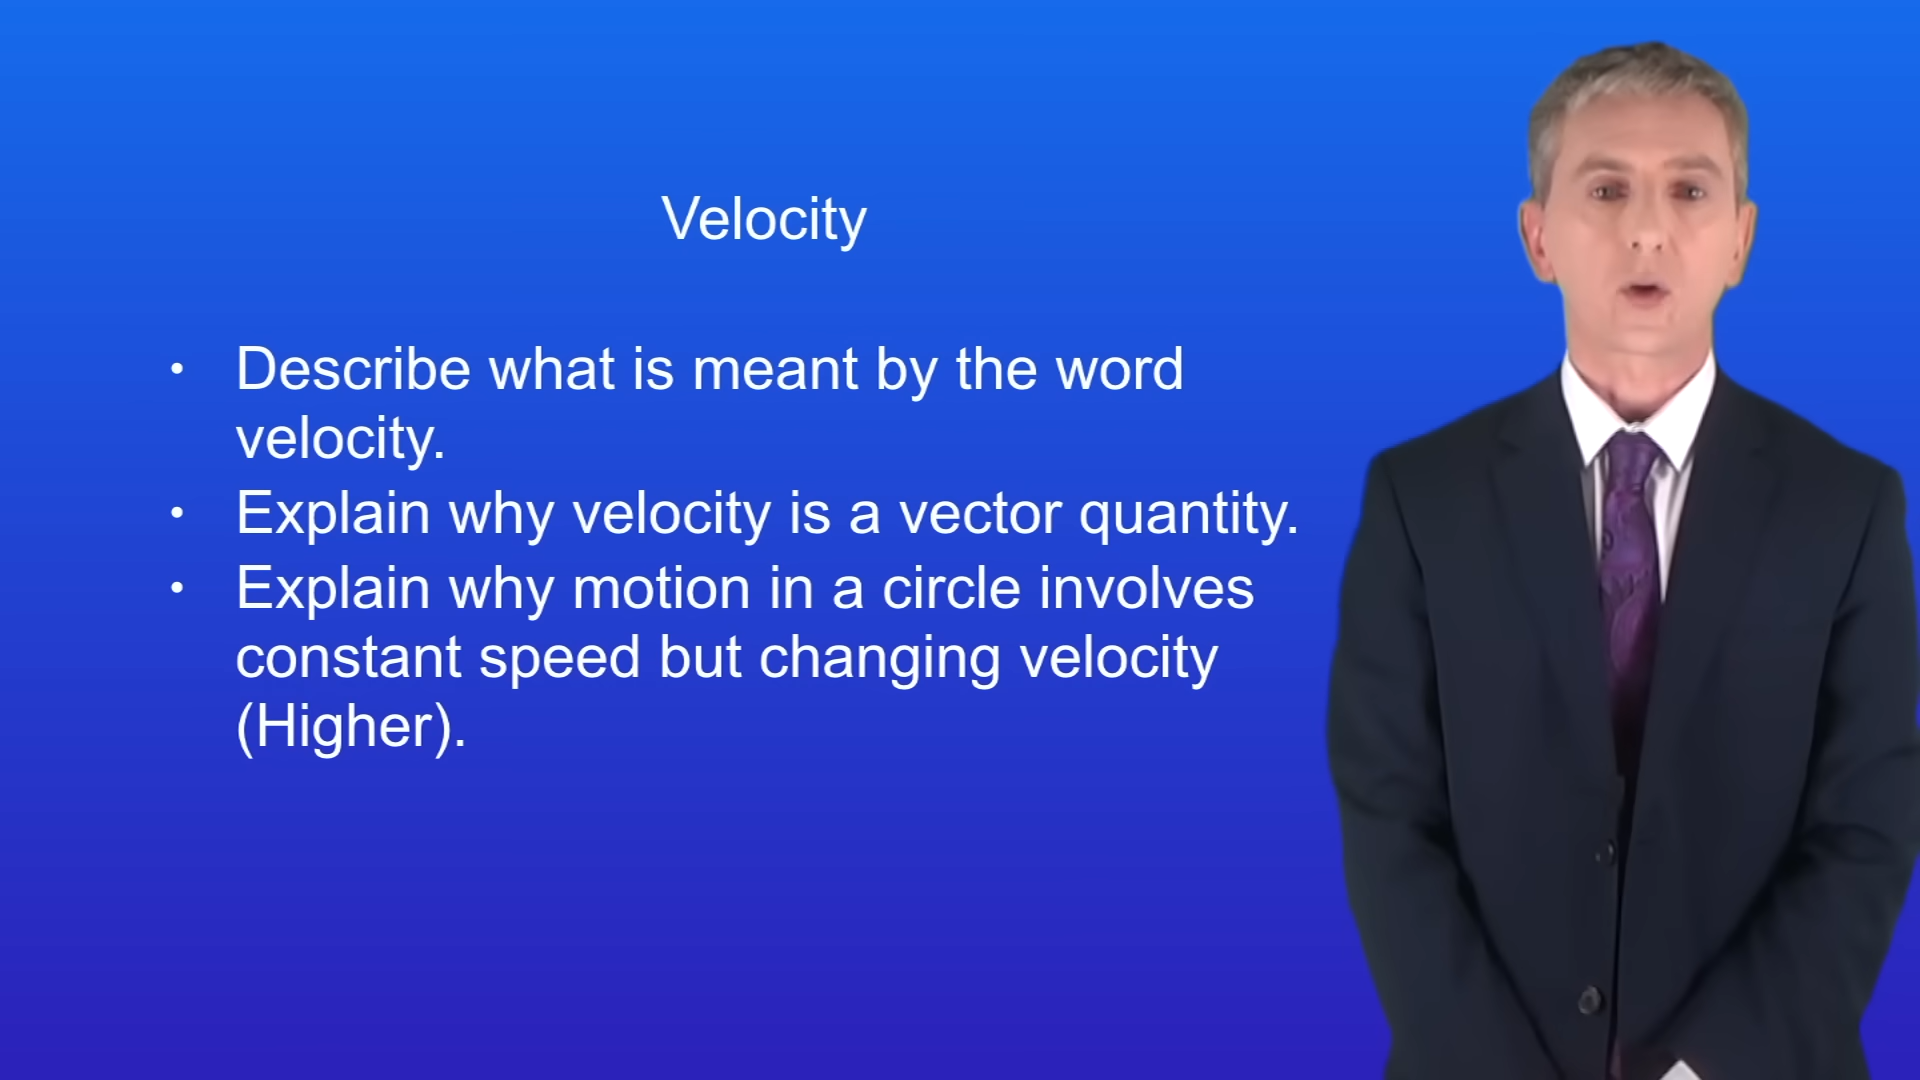 Velocity
• Describe what is meant by the word
velocity.
• Explain why velocity is a vector quantity.
• Explain why motion in a circle involves
constant speed but changing velocity
(Higher).